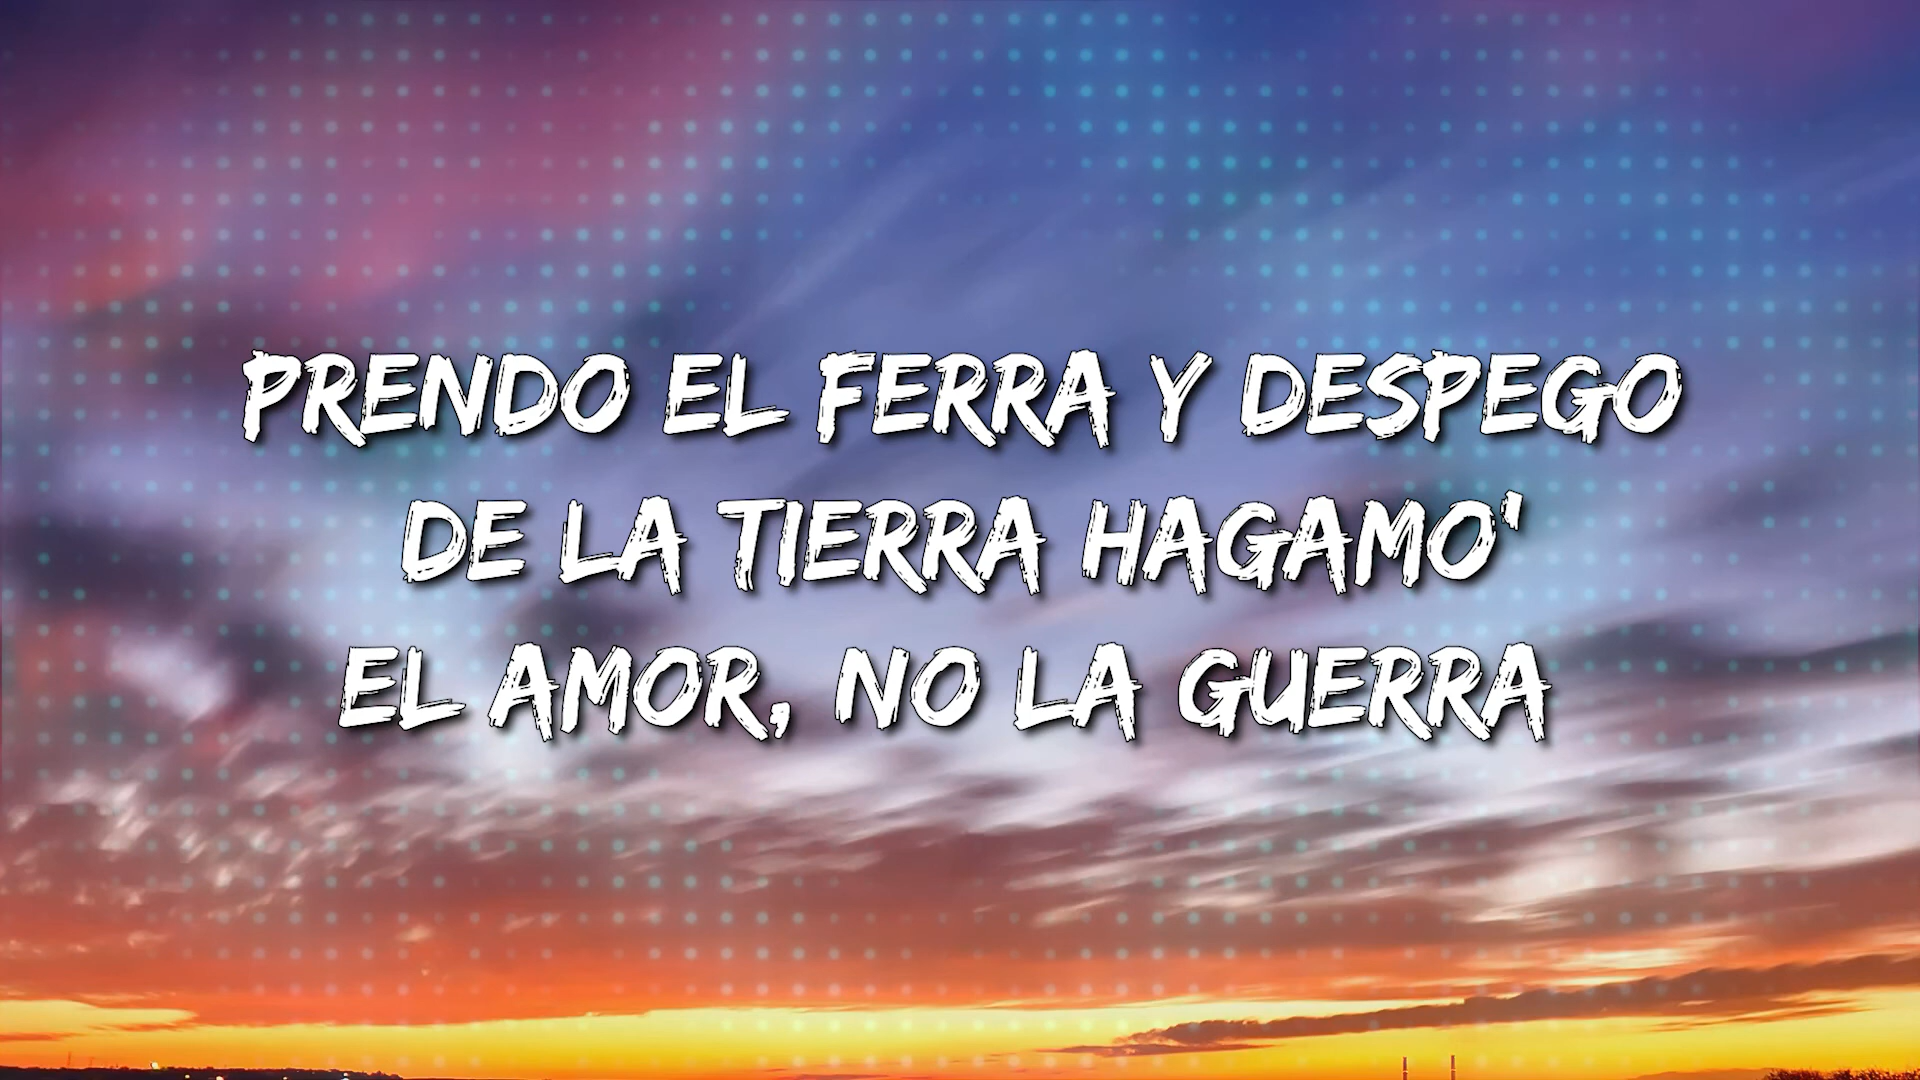 PRENDO EL FERRA Y DESPEGO
DE LA TIERRA HAGAMO'
EL AMOR, NO LA GUERRA